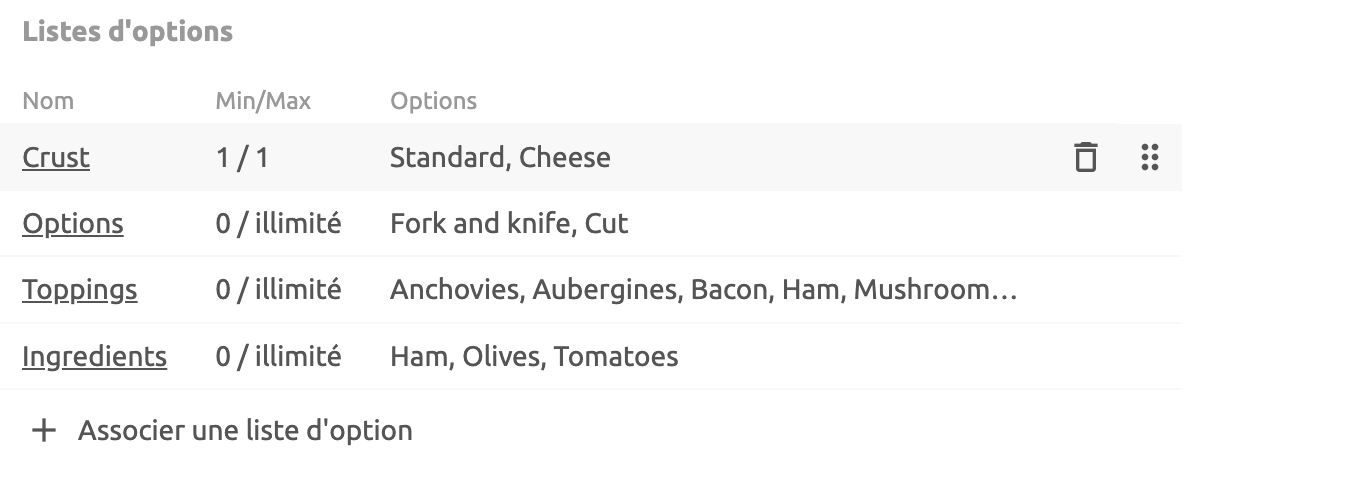 Listes d'options
Nom Min/Max Options
Crust 1 / 1 Standard, Cheese
Options 0 / illimité Fork and knife, Cut
Toppings 0 / illimité Anchovies, Aubergines, Bacon, Ham, Mushroom…
Ingredients 0 / illimité Ham, Olives, Tomatoes
+ Associer une liste d'option